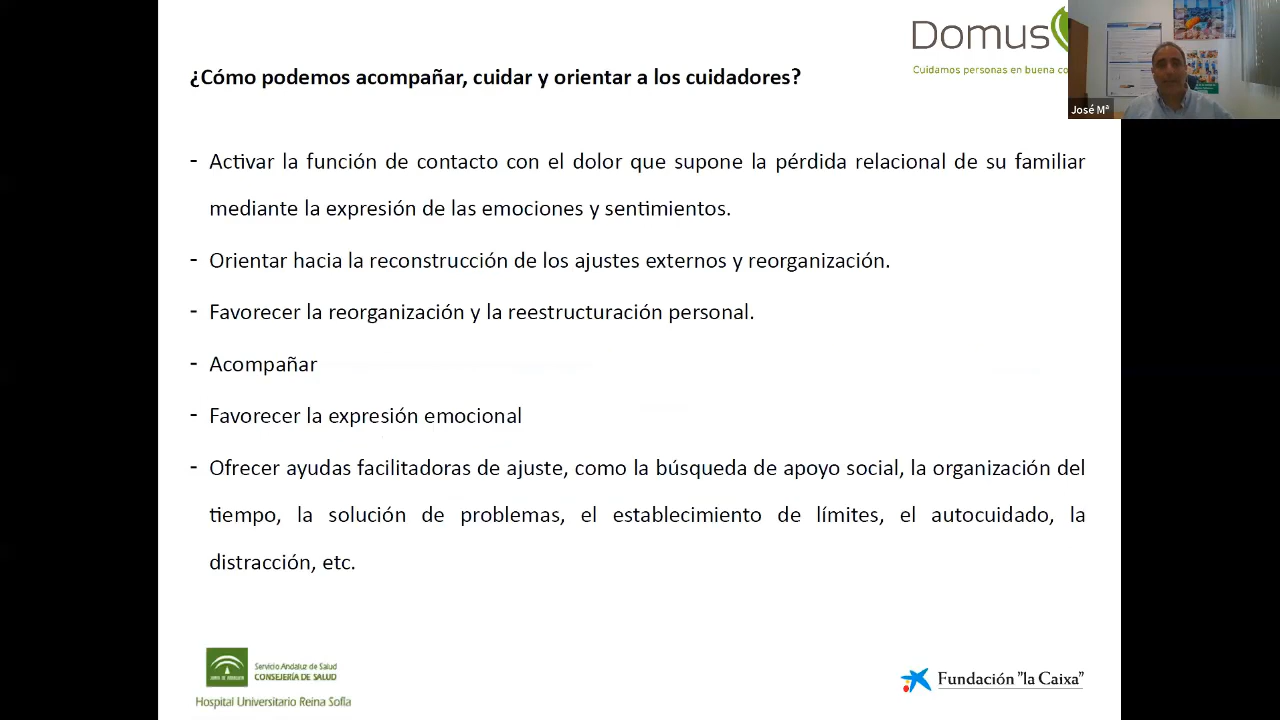 Domus
Cuidamos personas en buena
¿Cómo podemos acompañar, cuidar y orientar a los cuidadores?
José Mª
- Activar la función de contacto con el dolor que supone la pérdida relacional de su familiar
mediante la expresión de las emociones y sentimientos.
- Orientar hacia la reconstrucción de los ajustes externos y reorganización.
- Favorecer la reorganización y la reestructuración personal.
- Acompañar
- Favorecer la expresión emocional
- Ofrecer ayudas facilitadoras de ajuste, como la búsqueda de apoyo social, la organización del
tiempo, la solución de problemas, el establecimiento de límites, el autocuidado, la
distracción, etc.
Servicio Andaluz de Salud
CONSEJERÍA DE SALUD
Hospital Universitario Reina Sofía
Fundación "la Caixa"